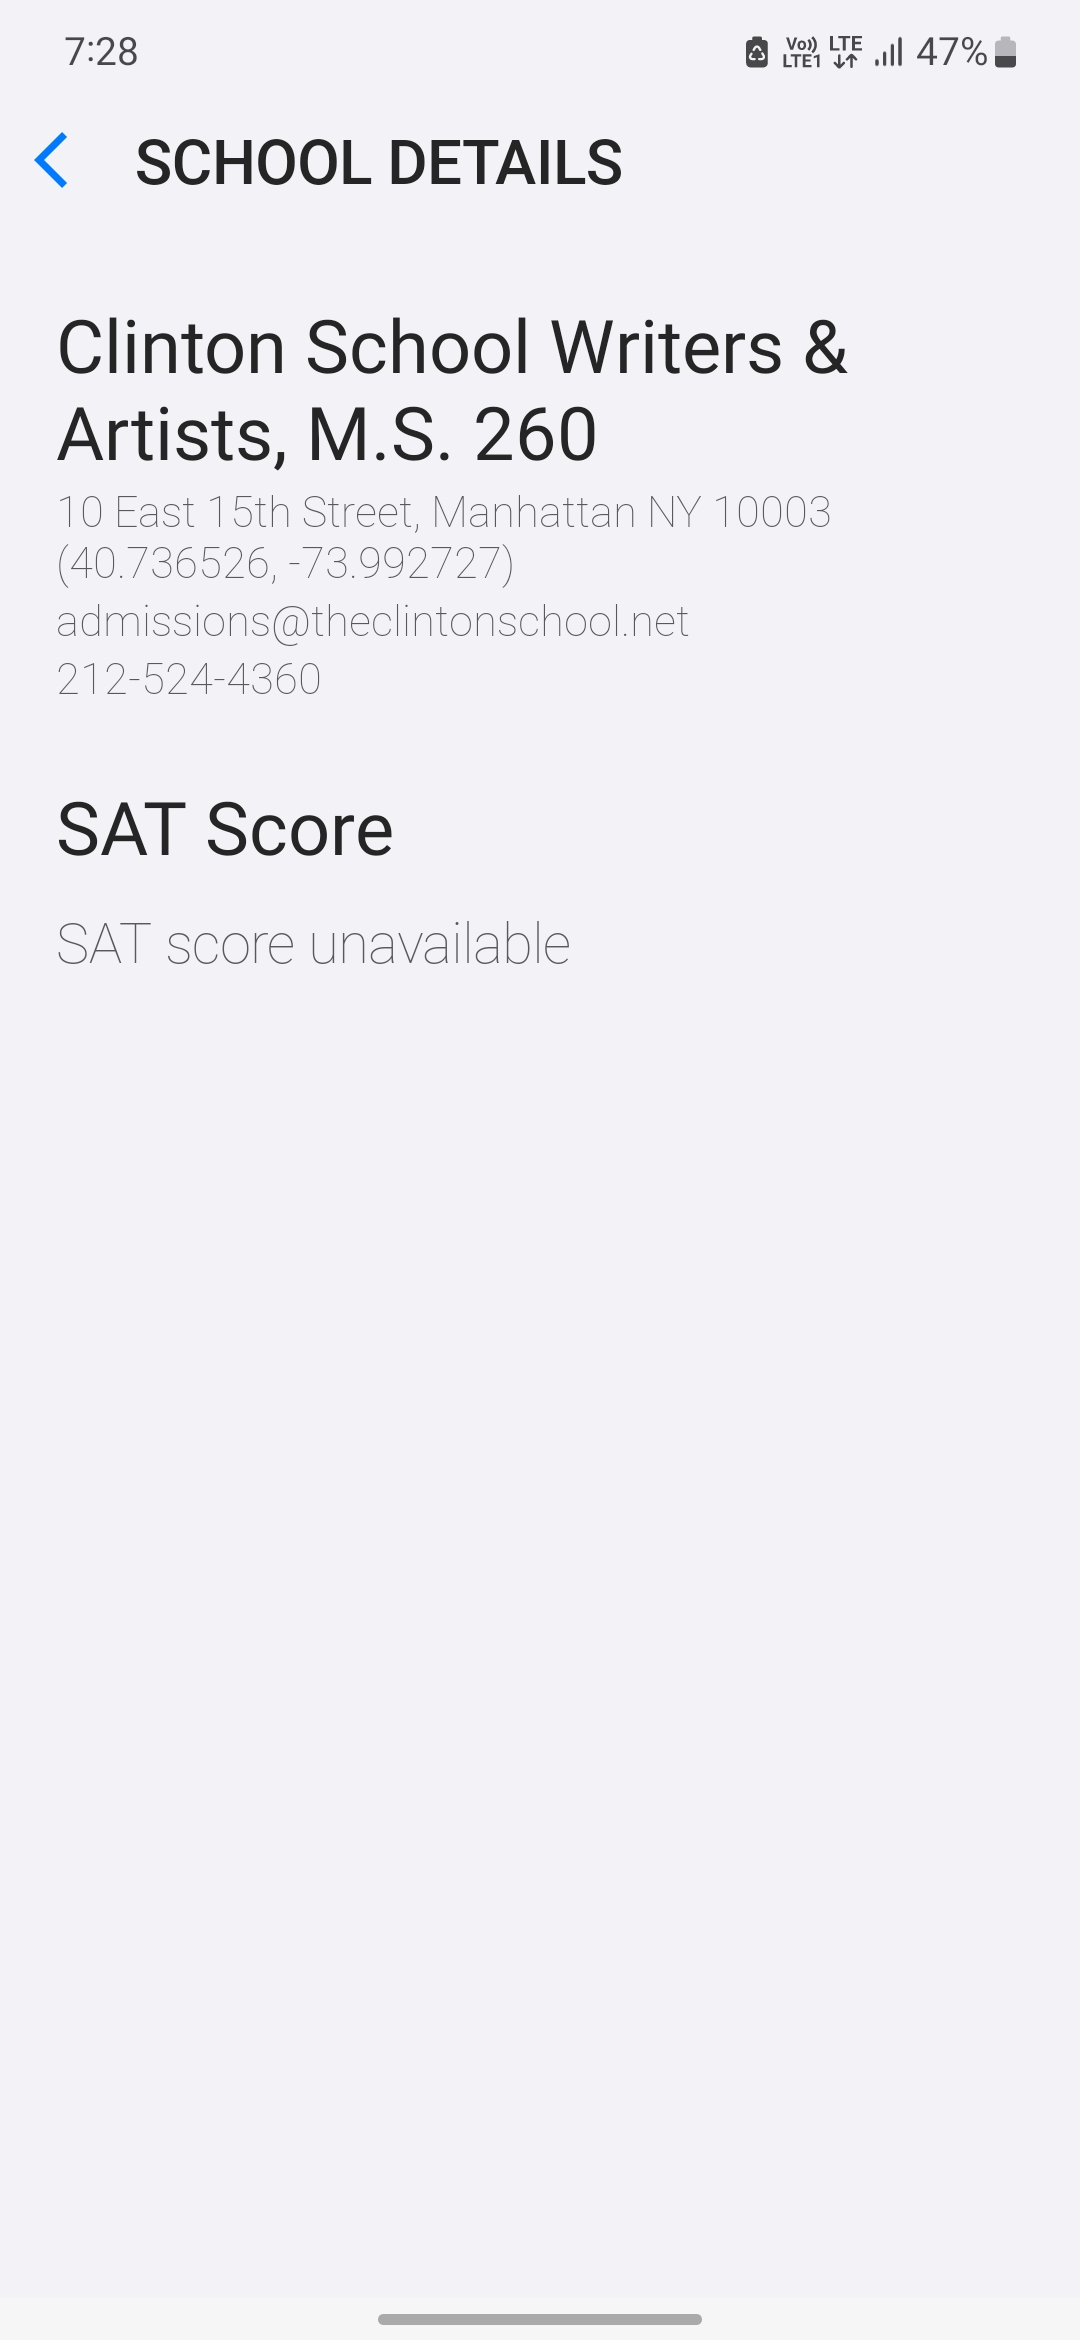 7:28
Vo)) LTE 47%
LTE1
SCHOOL DETAILS
Clinton School Writers &
Artists, M.S. 260
10 East 15th Street, Manhattan NY 10003
(40.736526, -73.992727)
admissions@theclintonschool.net
212-524-4360
SAT Score
SAT score unavailable